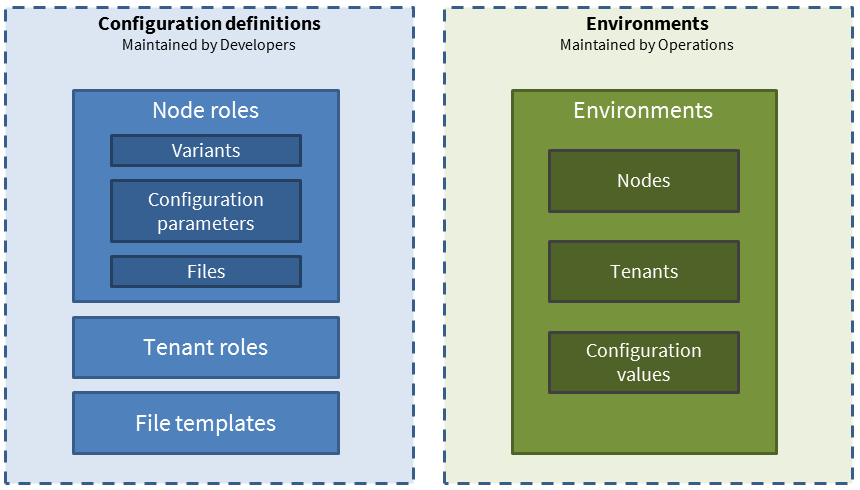 Configuration definitions
Maintained by Developers
Node roles
Variants
Configuration
parameters
Files
Tenant roles
File templates
Environments
Maintained by Operations
Environments
Nodes
Tenants
Configuration
values